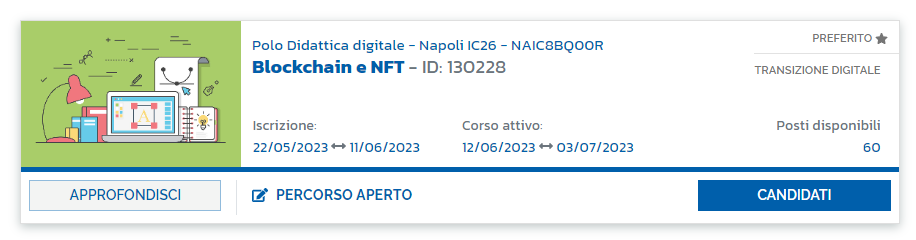 Polo Didattica digitale - Napoli IC26 - NAIC8BQ00R
Blockchain e NFT - ID: 130228
PREFERITO
TRANSIZIONE DIGITALE
Iscrizione:
22/05/2023 ↔ 11/06/2023
Corso attivo:
12/06/2023 ↔ 03/07/2023
Posti disponibili
60
APPROFONDISCI
PERCORSO APERTO
CANDIDATI